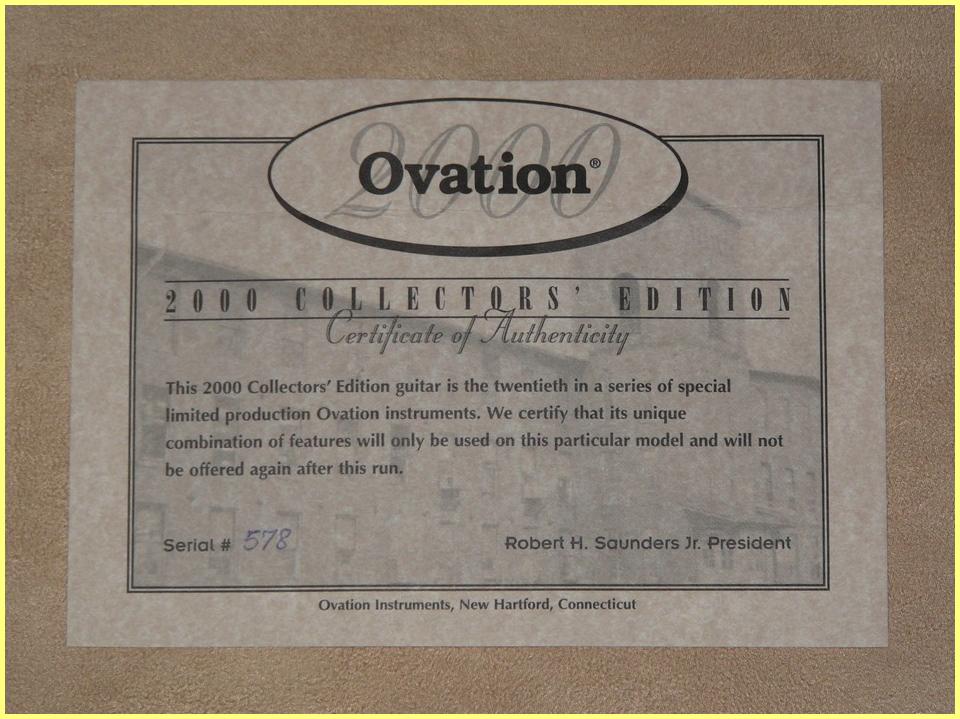 2000
Ovation®
2000 COLLECTORS' EDITION
Certificate of Authenticity
This 2000 Collectors' Edition guitar is the twentieth in a series of special
limited production Ovation instruments. We certify that its unique
combination of features will only be used on this particular model and will not
be offered again after this run.
Serial # 578 Robert H. Saunders Jr. President
Ovation Instruments, New Hartford, Connecticut